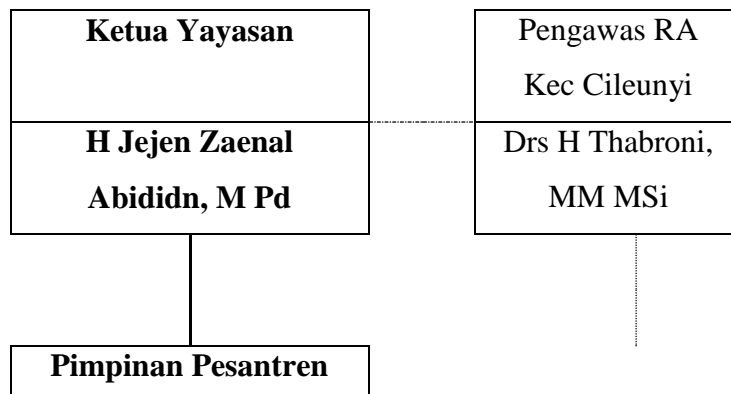 Ketua Yayasan
H Jejen Zaenal
Abididn, M Pd
Pengawas RA
Kec Cileunyi
Drs H Thabroni,
MM MSi
Pimpinan Pesantren